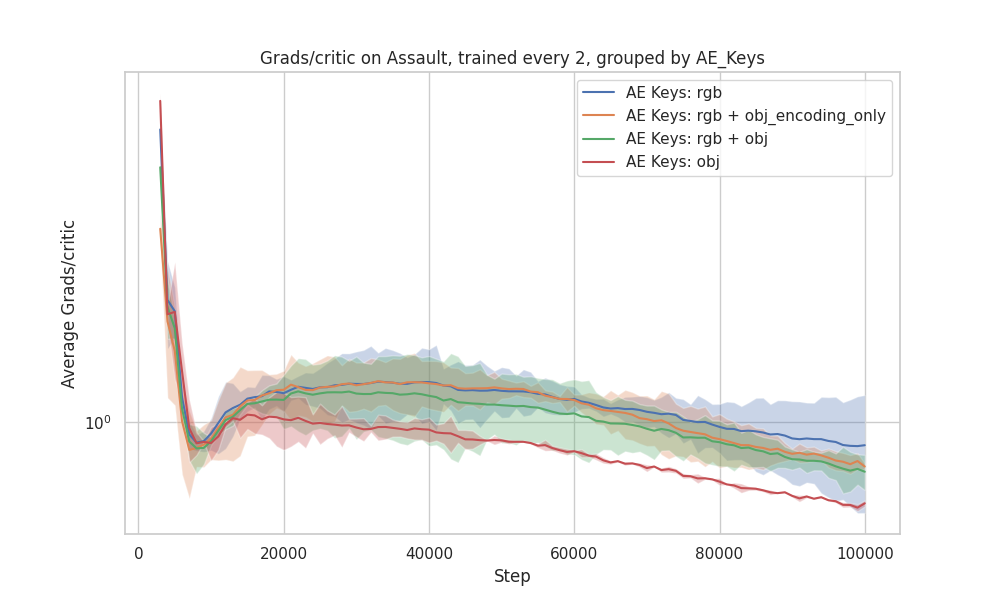 Grads/critic on Assault, trained every 2, grouped by AE_Keys
AE Keys: rgb
AE Keys: rgb + obj_encoding_only
AE Keys: rgb + obj
AE Keys: obj
Average Grads/critic
10⁰
0
20000
40000
60000
80000
100000
Step